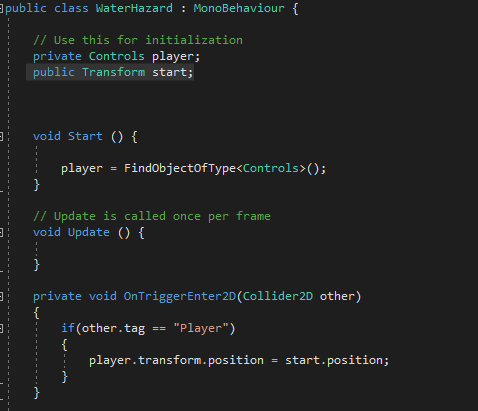 public class WaterHazard : MonoBehaviour {
// Use this for initialization
private Controls player;
public Transform start;
void Start () {
player = FindObjectOfType<Controls>();
}
// Update is called once per frame
void Update () {
}
private void OnTriggerEnter2D(Collider2D other)
{
if(other.tag == "Player")
{
player.transform.position = start.position;
}
}